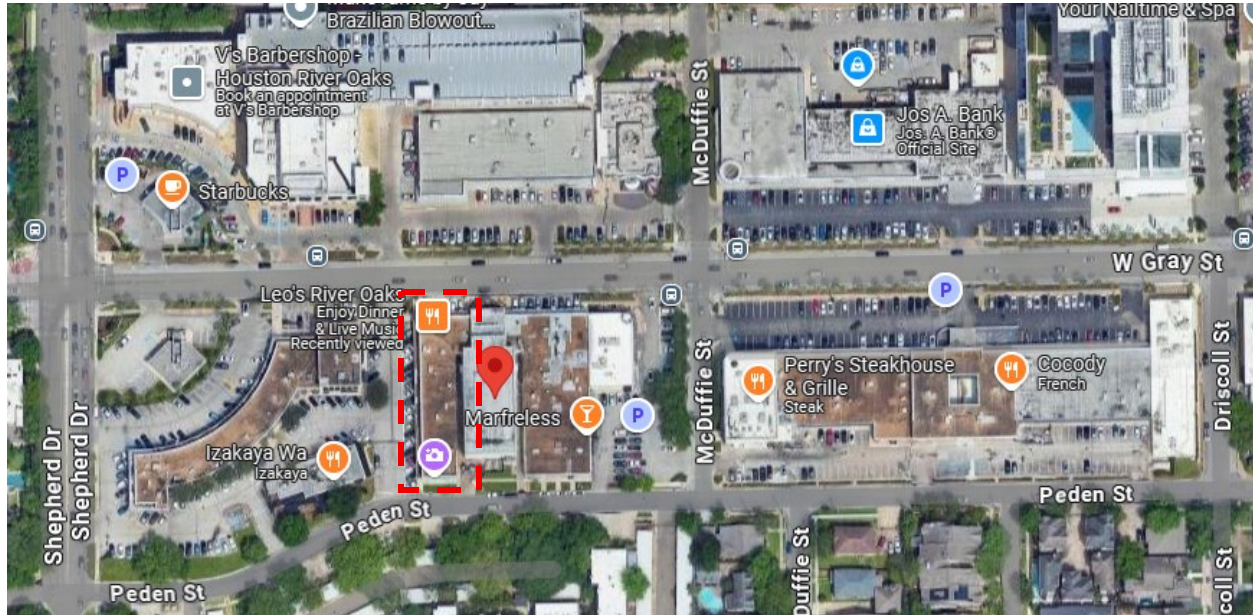 Brazilian Blowout...
Your Nailtime & Spa
V's Barbershop -
Houston River Oaks
Book an appointment
at V's Barbershop
McDuffie St
Jos A. Bank
Jos. A. Bank®
Official Site
P
Starbucks
W Gray St
P
Leo's River Oaks
Enjoy Dinner
& Live Music
Recently viewed
McDuffie St
Perry's Steakhouse
& Grille
Steak
Cocody
French
Driscoll St
Marfreless
P
Shepherd Dr
Shepherd Dr
Izakaya Wa
Izakaya
Peden St
Peden St
Peden St
Duffie St
coll St